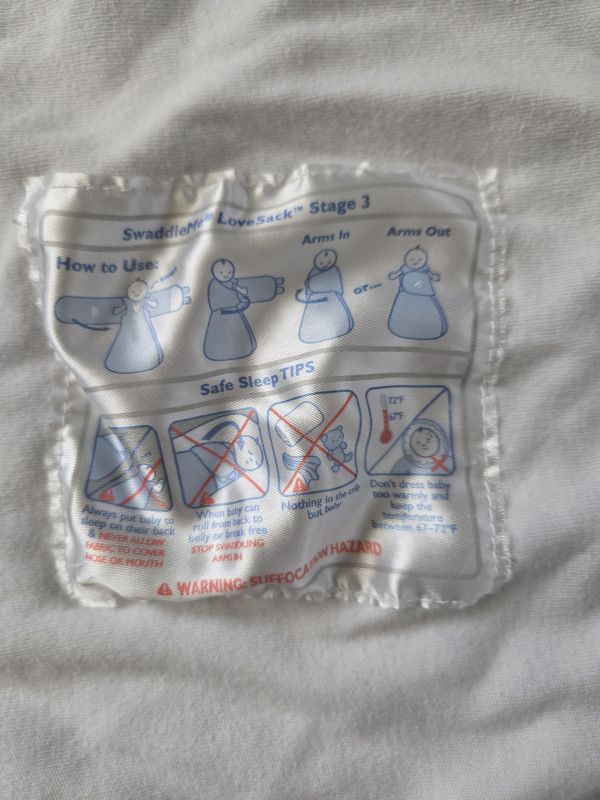 SwaddleMe® LoveSack™ Stage 3
How to Use:
Arms In
or...
Arms Out
Safe Sleep TIPS
72°F
67°F
Always put baby to
sleep on their back
& NEVER ALLOW
FABRIC TO COVER
NOSE OR MOUTH
When baby can
roll from back to
belly or break free
STOP SWADDLING
ARMS IN
Nothing in the crib
but baby
Don't dress baby
too warmly and
keep the
temperature
between 67-72°F
WARNING: SUFFOCATION HAZARD